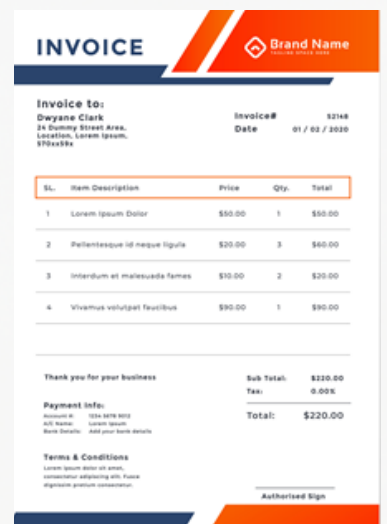 INVOICE
Brand Name
TAGLINE SPACE HERE
Invoice to:
Dwyane Clark
24 Dummy Street Area,
Location, Lorem Ipsum,
570xx59x
Invoice# 52148
Date 01 / 02 / 2020
SL. Item Description Price Qty. Total
1 Lorem Ipsum Dolor $50.00 1 $50.00
2 Pellentesque id neque ligula $20.00 3 $60.00
3 Interdum et malesuada fames $10.00 2 $20.00
4 Vivamus volutpat faucibus $90.00 1 $90.00
Thank you for your business
Sub Total: $220.00
Tax: 0.00%
Payment Info:
Total: $220.00
Account #: 1234 5678 9012
A/C Name: Lorem Ipsum
Bank Details: Add your bank details
Terms & Conditions
Lorem ipsum dolor sit amet,
consectetur adipiscing elit. Fusce
dignissim pretium consectetur.
Authorised Sign